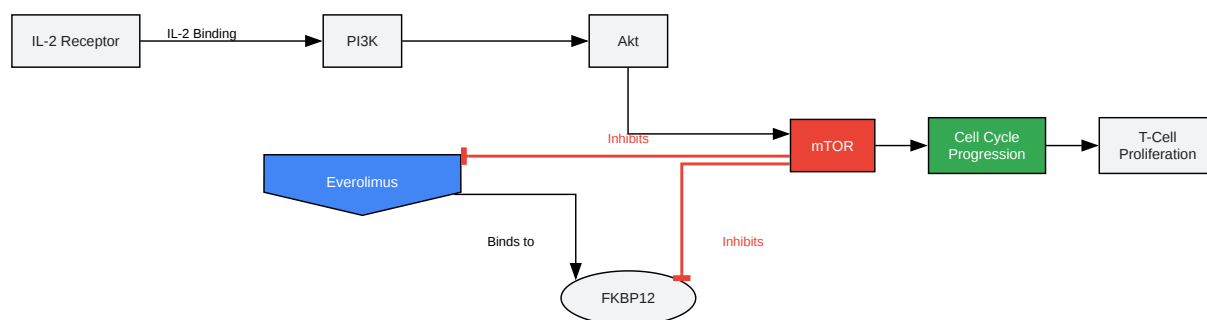 IL-2 Receptor
IL-2 Binding
PI3K
Akt
Inhibits
mTOR
Cell Cycle
Progression
T-Cell
Proliferation
Everolimus
Binds to
Inhibits
FKBP12